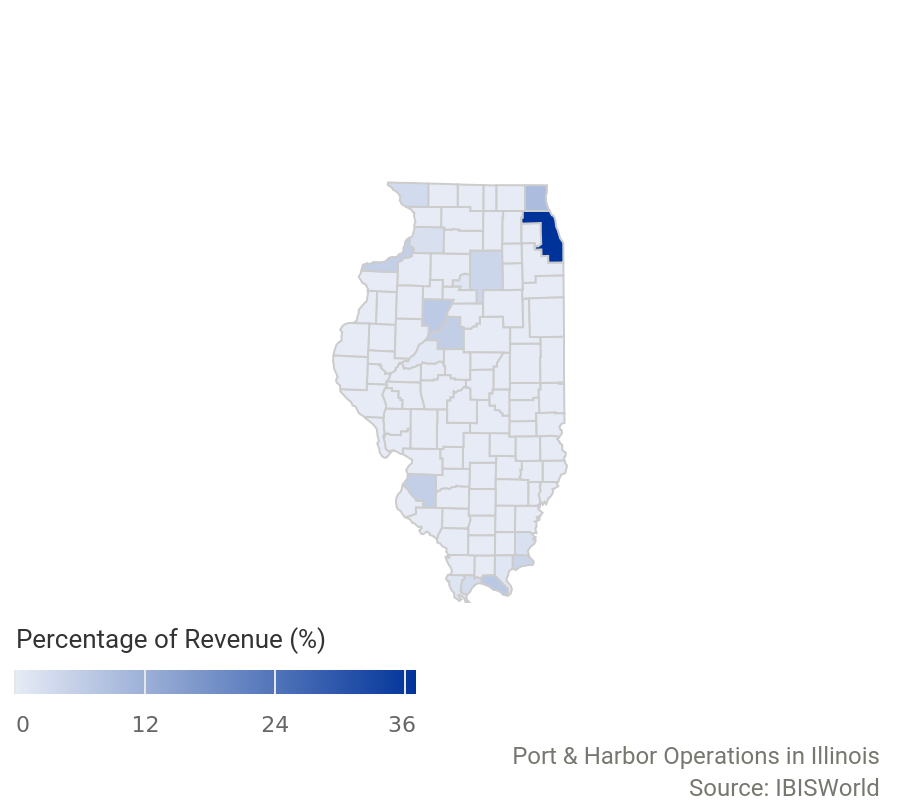 Percentage of Revenue (%)
0 12 24 36
Port & Harbor Operations in Illinois
Source: IBISWorld